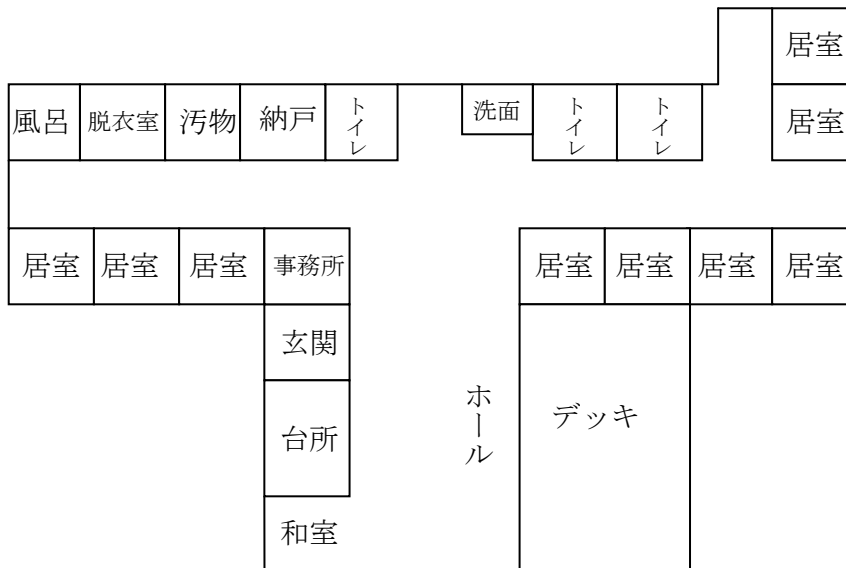 居室
風呂
脱衣室
汚物
納戸
トイレ
洗面
トイレ
トイレ
居室
居室
居室
居室
事務所
居室
居室
居室
居室
玄関
台所
ホール
デッキ
和室